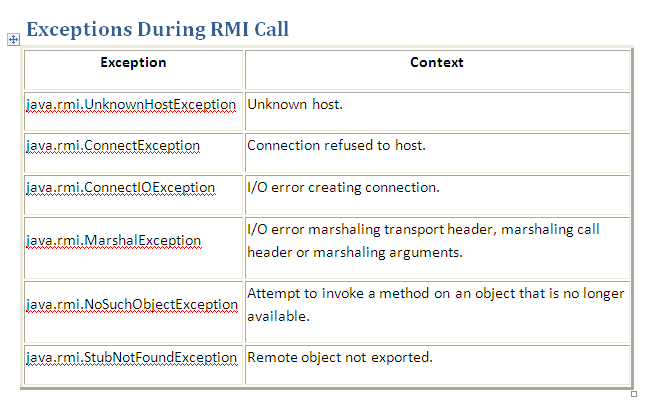 Exceptions During RMI Call
Exception Context
java.rmi.UnknownHostException Unknown host.
java.rmi.ConnectException Connection refused to host.
java.rmi.ConnectIOException I/O error creating connection.
java.rmi.MarshalException I/O error marshaling transport header, marshaling call
header or marshaling arguments.
java.rmi.NoSuchObjectException Attempt to invoke a method on an object that is no longer
available.
java.rmi.StubNotFoundException Remote object not exported.